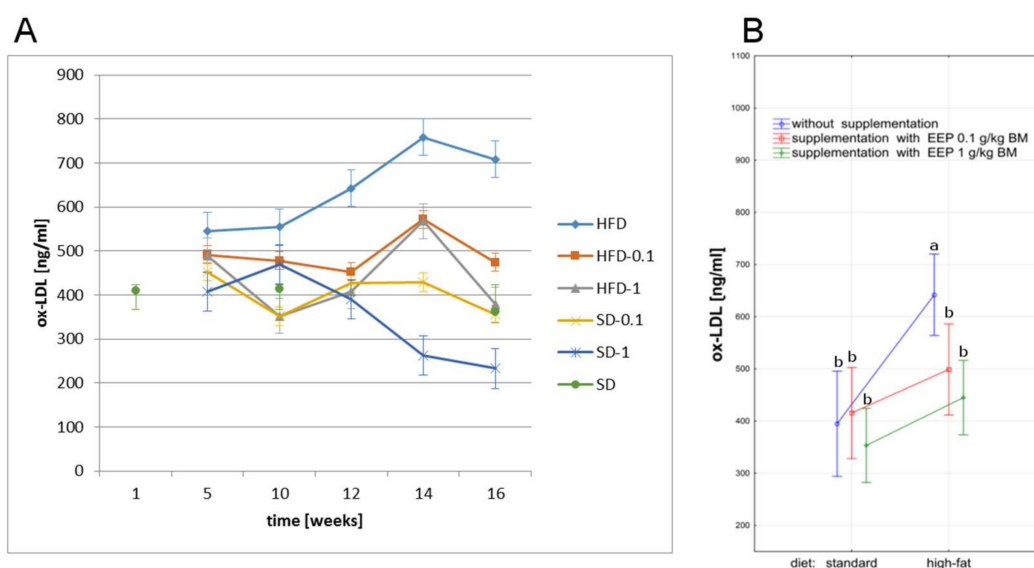 A
ox-LDL [ng/ml]
900
800
700
600
500
400
300
200
100
0
1 5 10 12 14 16
time [weeks]
HFD
HFD-0.1
HFD-1
SD-0.1
SD-1
SD
B
ox-LDL [ng/ml]
1100
1000
900
800
700
600
500
400
300
200
without supplementation
supplementation with EEP 0.1 g/kg BM
supplementation with EEP 1 g/kg BM
a
b
b b
b
b
diet: standard high-fat